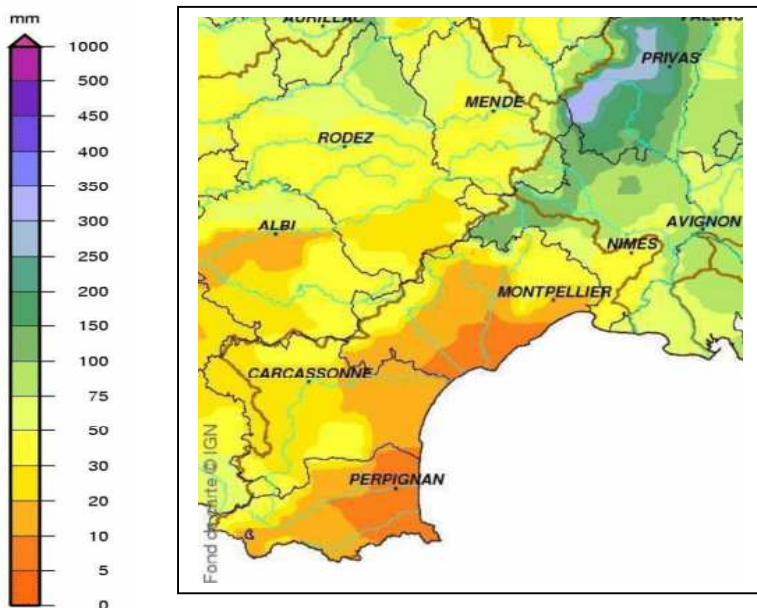 mm
1000
500
450
400
350
300
250
200
150
100
75
50
30
20
10
5
0
AURILLAC
PRIVAS
MENDE
RODEZ
ALBI
AVIGNON
NIMES
MONTPELLIER
CARCASSONNE
PERPIGNAN
Fond de carte © IGN